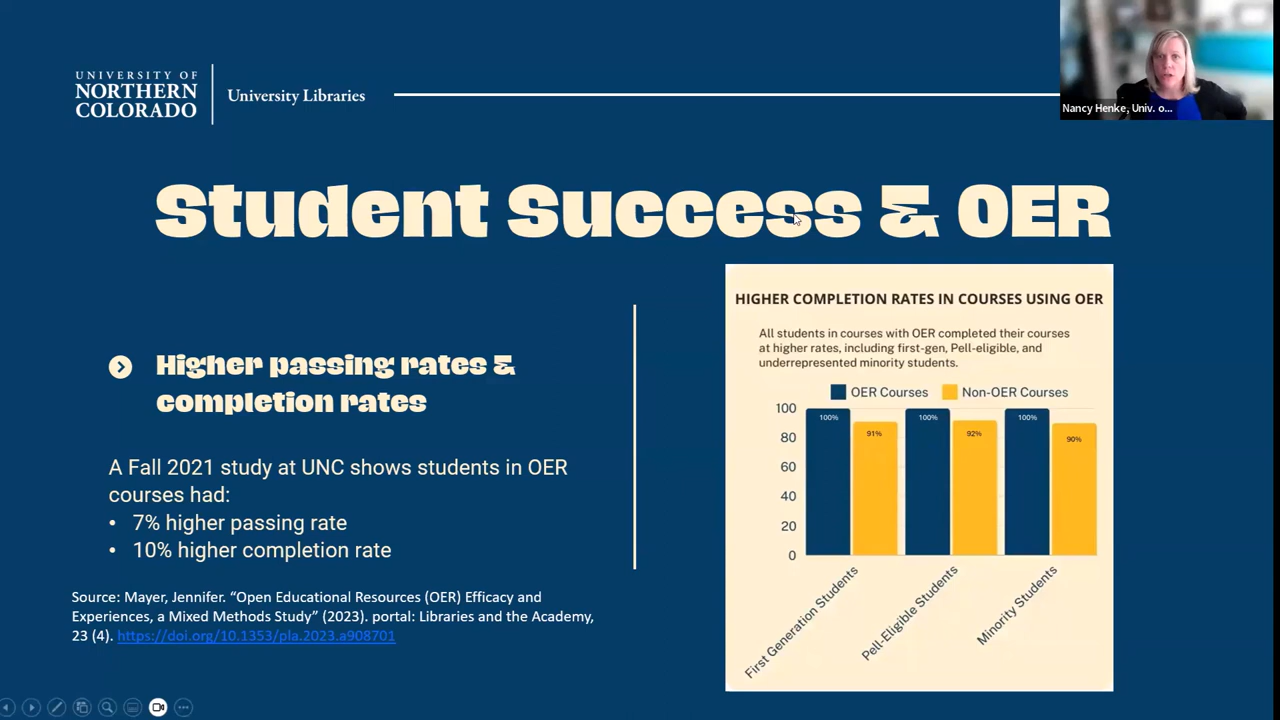 UNIVERSITY OF
NORTHERN
COLORADO
University Libraries
Nancy Henke, Univ. o...
Student Success & OER
Higher passing rates &
completion rates
A Fall 2021 study at UNC shows students in OER
courses had:
• 7% higher passing rate
• 10% higher completion rate
Source: Mayer, Jennifer. “Open Educational Resources (OER) Efficacy and
Experiences, a Mixed Methods Study” (2023). portal: Libraries and the Academy,
23 (4). https://doi.org/10.1353/pla.2023.a908701
HIGHER COMPLETION RATES IN COURSES USING OER
All students in courses with OER completed their courses
at higher rates, including first-gen, Pell-eligible, and
underrepresented minority students.
OER Courses Non-OER Courses
100
80
60
40
20
0
100% 91% 100% 92% 100% 90%
First Generation Students
Pell-Eligible Students
Minority Students